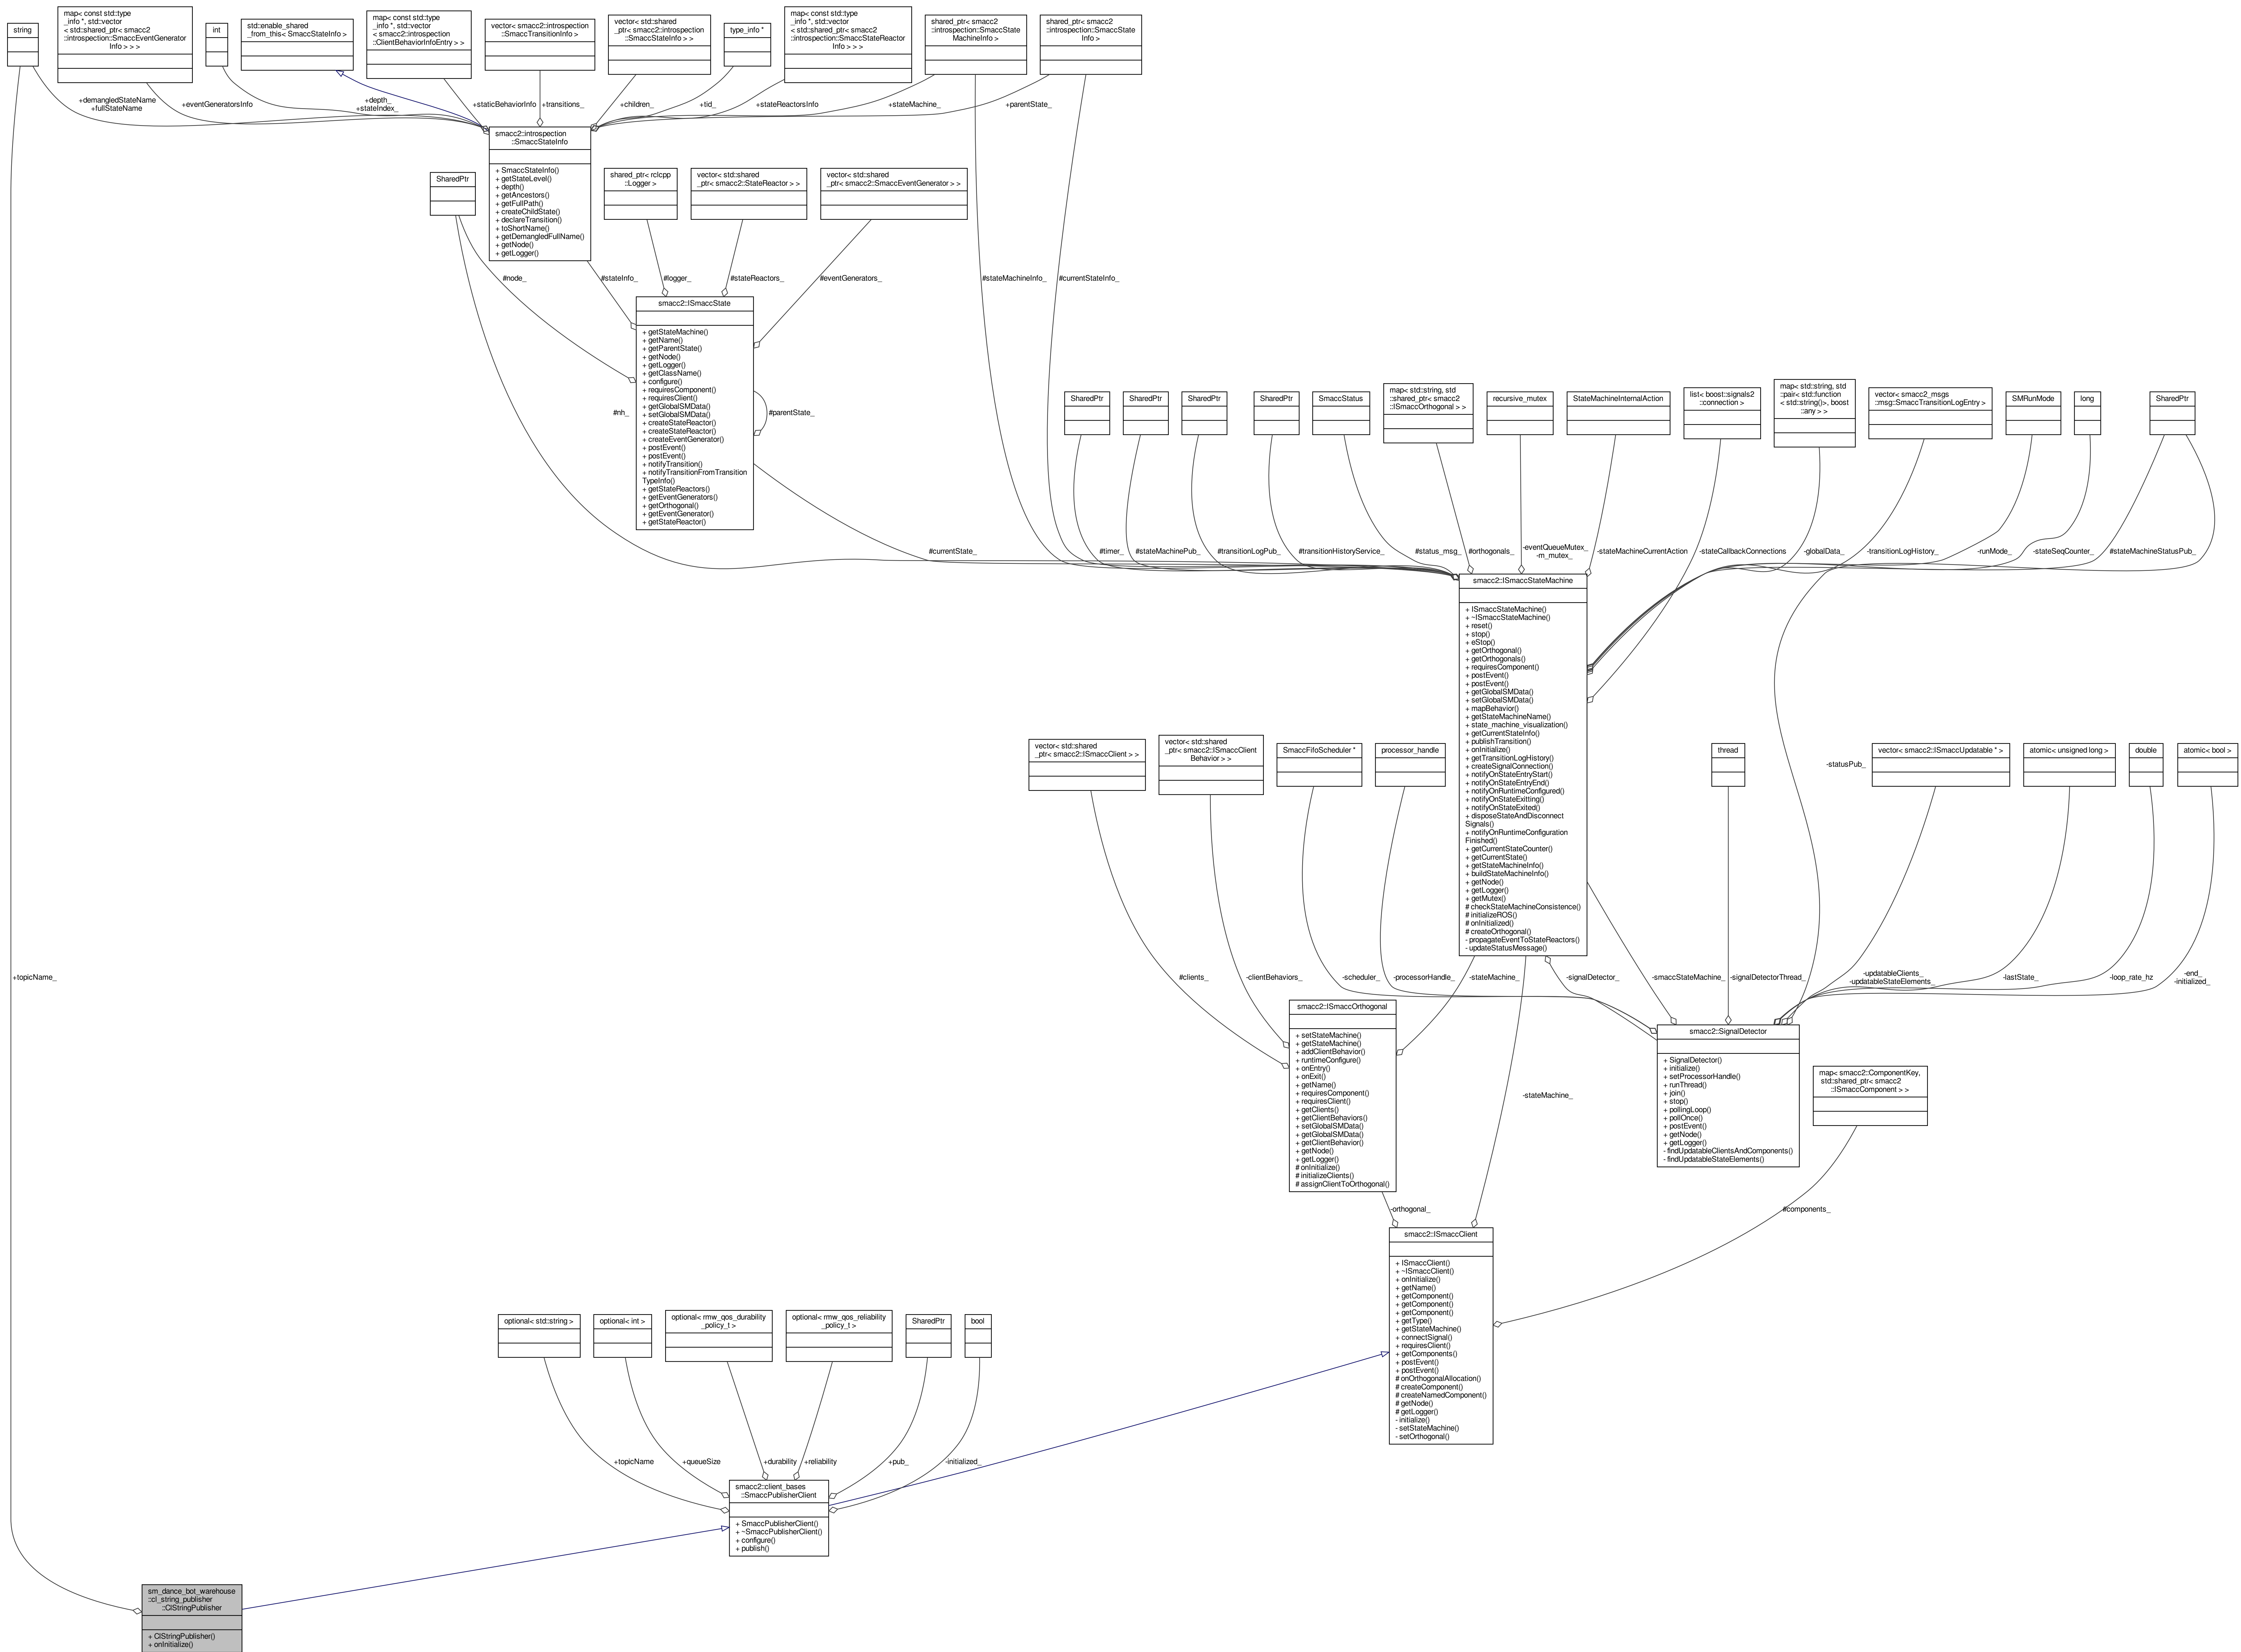 string
map< const std::type
_info *, std::vector
< std::shared_ptr< smacc2
::introspection::SmaccEventGenerator
Info > > >
int
std::enable_shared
_from_this< SmaccStateInfo >
map< const std::type
_info *, std::vector
< smacc2::introspection
::ClientBehaviorInfoEntry > >
vector< smacc2::introspection
::SmaccTransitionInfo >
vector< std::shared
_ptr< smacc2::introspection
::SmaccStateInfo > >
type_info *
map< const std::type
_info *, std::vector
< std::shared_ptr< smacc2
::introspection::SmaccStateReactor
Info > > >
shared_ptr< smacc2
::introspection::SmaccState
MachineInfo >
shared_ptr< smacc2
::introspection::SmaccState
Info >
+demangledStateName
+fullStateName
+eventGeneratorsInfo
+depth_
+stateIndex_
+staticBehaviorInfo
+transitions_
+children_
+tid_
+stateReactorsInfo
+stateMachine_
+parentState_
smacc2::introspection
::SmaccStateInfo
+ SmaccStateInfo()
+ getStateLevel()
+ depth()
+ getAncestors()
+ getFullPath()
+ createChildState()
+ declareTransition()
+ toShortName()
+ getDemangledFullName()
+ getNode()
+ getLogger()
SharedPtr
shared_ptr< rclcpp
::Logger >
vector< std::shared
_ptr< smacc2::StateReactor > >
vector< std::shared
_ptr< smacc2::SmaccEventGenerator > >
#node_
#stateInfo_
#logger_
#stateReactors_
#eventGenerators_
#stateMachineInfo_
#currentStateInfo_
smacc2::ISmaccState
+ getStateMachine()
+ getName()
+ getParentState()
+ getNode()
+ getLogger()
+ getClassName()
+ configure()
+ requiresComponent()
+ requiresClient()
+ getGlobalSMData()
+ setGlobalSMData()
+ createStateReactor()
+ createStateReactor()
+ createEventGenerator()
+ postEvent()
+ postEvent()
+ notifyTransition()
+ notifyTransitionFromTransition
TypeInfo()
+ getStateReactors()
+ getEventGenerators()
+ getOrthogonal()
+ getEventGenerator()
+ getStateReactor()
#nh_
#parentState_
SharedPtr
SharedPtr
SharedPtr
SharedPtr
SmaccStatus
map< std::string, std
::shared_ptr< smacc2
::ISmaccOrthogonal > >
recursive_mutex
StateMachineInternalAction
list< boost::signals2
::connection >
map< std::string, std
::pair< std::function
< std::string()>, boost
::any > >
vector< smacc2_msgs
::msg::SmaccTransitionLogEntry >
SMRunMode
long
SharedPtr
#currentState_
#timer_
#stateMachinePub_
#transitionLogPub_
#transitionHistoryService_
#status_msg_
#orthogonals_
-eventQueueMutex_
-m_mutex_
-stateMachineCurrentAction
-stateCallbackConnections
-globalData_
-transitionLogHistory_
-runMode_
-stateSeqCounter_
#stateMachineStatusPub_
smacc2::ISmaccStateMachine
+ ISmaccStateMachine()
+ ~ISmaccStateMachine()
+ reset()
+ stop()
+ eStop()
+ getOrthogonal()
+ getOrthogonals()
+ requiresComponent()
+ postEvent()
+ postEvent()
+ getGlobalSMData()
+ setGlobalSMData()
+ mapBehavior()
+ getStateMachineName()
+ state_machine_visualization()
+ getCurrentStateInfo()
+ publishTransition()
+ onInitialize()
+ getTransitionLogHistory()
+ createSignalConnection()
+ notifyOnStateEntryStart()
+ notifyOnStateEntryEnd()
+ notifyOnRuntimeConfigured()
+ notifyOnStateExitting()
+ notifyOnStateExited()
+ disposeStateAndDisconnect
Signals()
+ notifyOnRuntimeConfiguration
Finished()
+ getCurrentStateCounter()
+ getCurrentState()
+ getStateMachineInfo()
+ buildStateMachineInfo()
+ getNode()
+ getLogger()
+ getMutex()
# checkStateMachineConsistence()
# initializeROS()
# onInitialized()
# createOrthogonal()
- propagateEventToStateReactors()
- updateStatusMessage()
vector< std::shared
_ptr< smacc2::ISmaccClient > >
vector< std::shared
_ptr< smacc2::ISmaccClient
Behavior > >
SmaccFifoScheduler *
processor_handle
thread
-statusPub_
vector< smacc2::ISmaccUpdatable * >
atomic< unsigned long >
double
atomic< bool >
+topicName_
#clients_
-clientBehaviors_
-scheduler_
-processorHandle_
-stateMachine_
-signalDetector_
-smaccStateMachine_
-signalDetectorThread_
-updatableClients_
-updatableStateElements_
-lastState_
-loop_rate_hz
-end_
-initialized_
smacc2::ISmaccOrthogonal
+ setStateMachine()
+ getStateMachine()
+ addClientBehavior()
+ runtimeConfigure()
+ onEntry()
+ onExit()
+ getName()
+ requiresComponent()
+ requiresClient()
+ getClients()
+ getClientBehaviors()
+ setGlobalSMData()
+ getGlobalSMData()
+ getClientBehavior()
+ getNode()
+ getLogger()
# onInitialize()
# initializeClients()
# assignClientToOrthogonal()
smacc2::SignalDetector
+ SignalDetector()
+ initialize()
+ setProcessorHandle()
+ runThread()
+ join()
+ stop()
+ pollingLoop()
+ pollOnce()
+ postEvent()
+ getNode()
+ getLogger()
- findUpdatableClientsAndComponents()
- findUpdatableStateElements()
map< smacc2::ComponentKey,
std::shared_ptr< smacc2
::ISmaccComponent > >
-stateMachine_
-orthogonal_
#components_
smacc2::ISmaccClient
+ ISmaccClient()
+ ~ISmaccClient()
+ onInitialize()
+ getName()
+ getComponent()
+ getComponent()
+ getComponent()
+ getType()
+ getStateMachine()
+ connectSignal()
+ requiresClient()
+ getComponents()
+ postEvent()
+ postEvent()
# onOrthogonalAllocation()
# createComponent()
# createNamedComponent()
# getNode()
# getLogger()
- initialize()
- setStateMachine()
- setOrthogonal()
optional< std::string >
optional< int >
optional< rmw_qos_durability
_policy_t >
optional< rmw_qos_reliability
_policy_t >
SharedPtr
bool
+topicName
+queueSize
+durability
+reliability
+pub_
-initialized_
smacc2::client_bases
::SmaccPublisherClient
+ SmaccPublisherClient()
+ ~SmaccPublisherClient()
+ configure()
+ publish()
sm_dance_bot_warehouse
::cl_string_publisher
::ClStringPublisher
+ ClStringPublisher()
+ onInitialize()